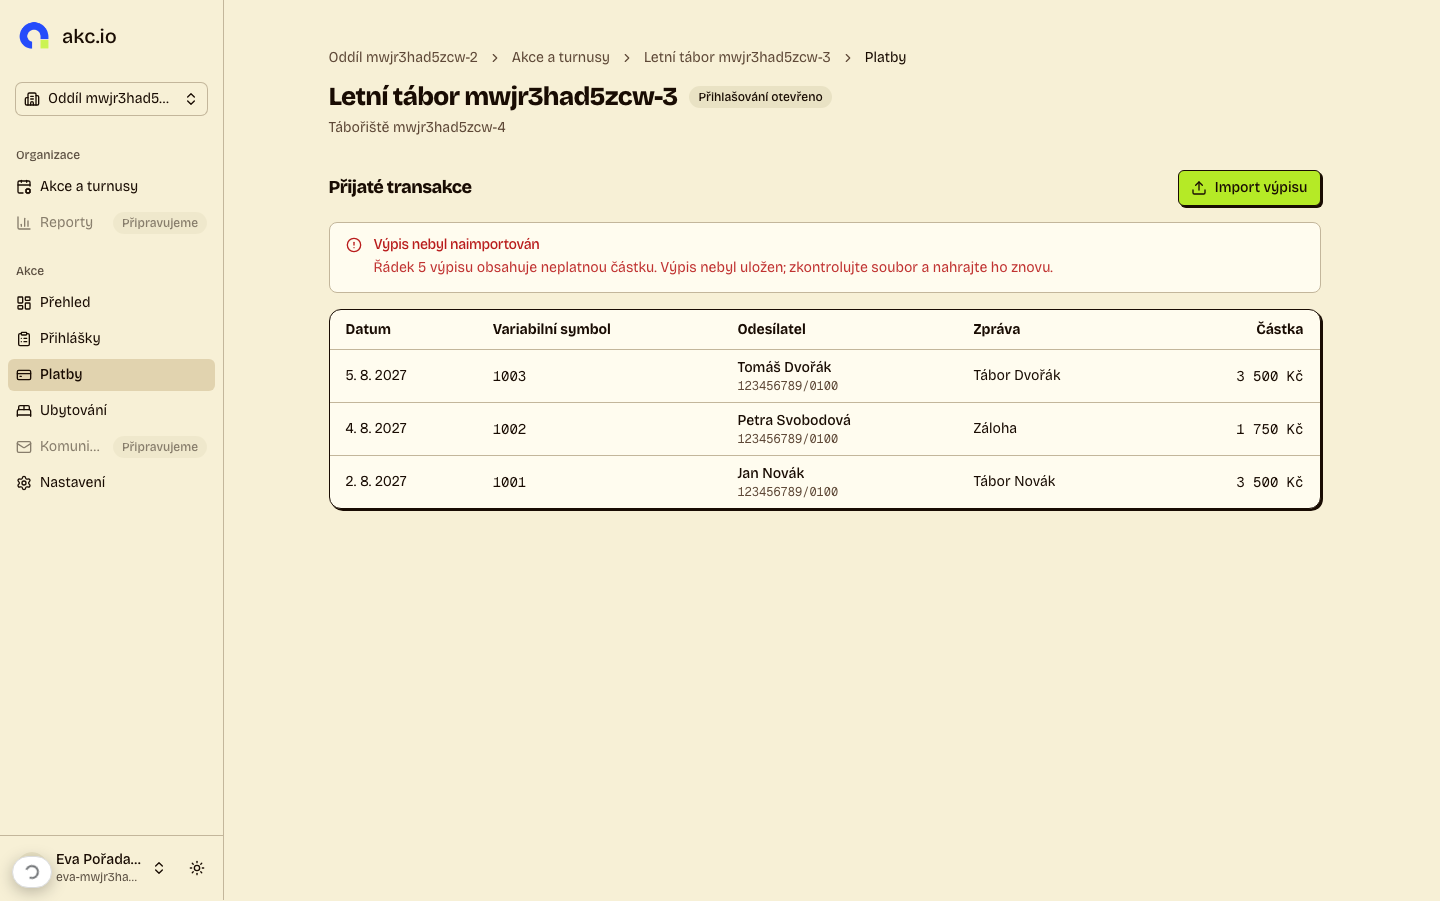 akc.io
Oddíl mwjr3had5...
Organizace
Akce a turnusy
Reporty Připravujeme
Akce
Přehled
Přihlášky
Platby
Ubytování
Komuni... Připravujeme
Nastavení
Eva Pořada...
eva-mwjr3ha...
Oddíl mwjr3had5zcw-2 > Akce a turnusy > Letní tábor mwjr3had5zcw-3 > Platby
Letní tábor mwjr3had5zcw-3 Přihlašování otevřeno
Tábořiště mwjr3had5zcw-4
Přijaté transakce Import výpisu
Výpis nebyl naimportován
Řádek 5 výpisu obsahuje neplatnou částku. Výpis nebyl uložen; zkontrolujte soubor a nahrajte ho znovu.
Datum Variabilní symbol Odesílatel Zpráva Částka
5. 8. 2027 1003 Tomáš Dvořák Tábor Dvořák 3 500 Kč
123456789/0100
4. 8. 2027 1002 Petra Svobodová Záloha 1 750 Kč
123456789/0100
2. 8. 2027 1001 Jan Novák Tábor Novák 3 500 Kč
123456789/0100